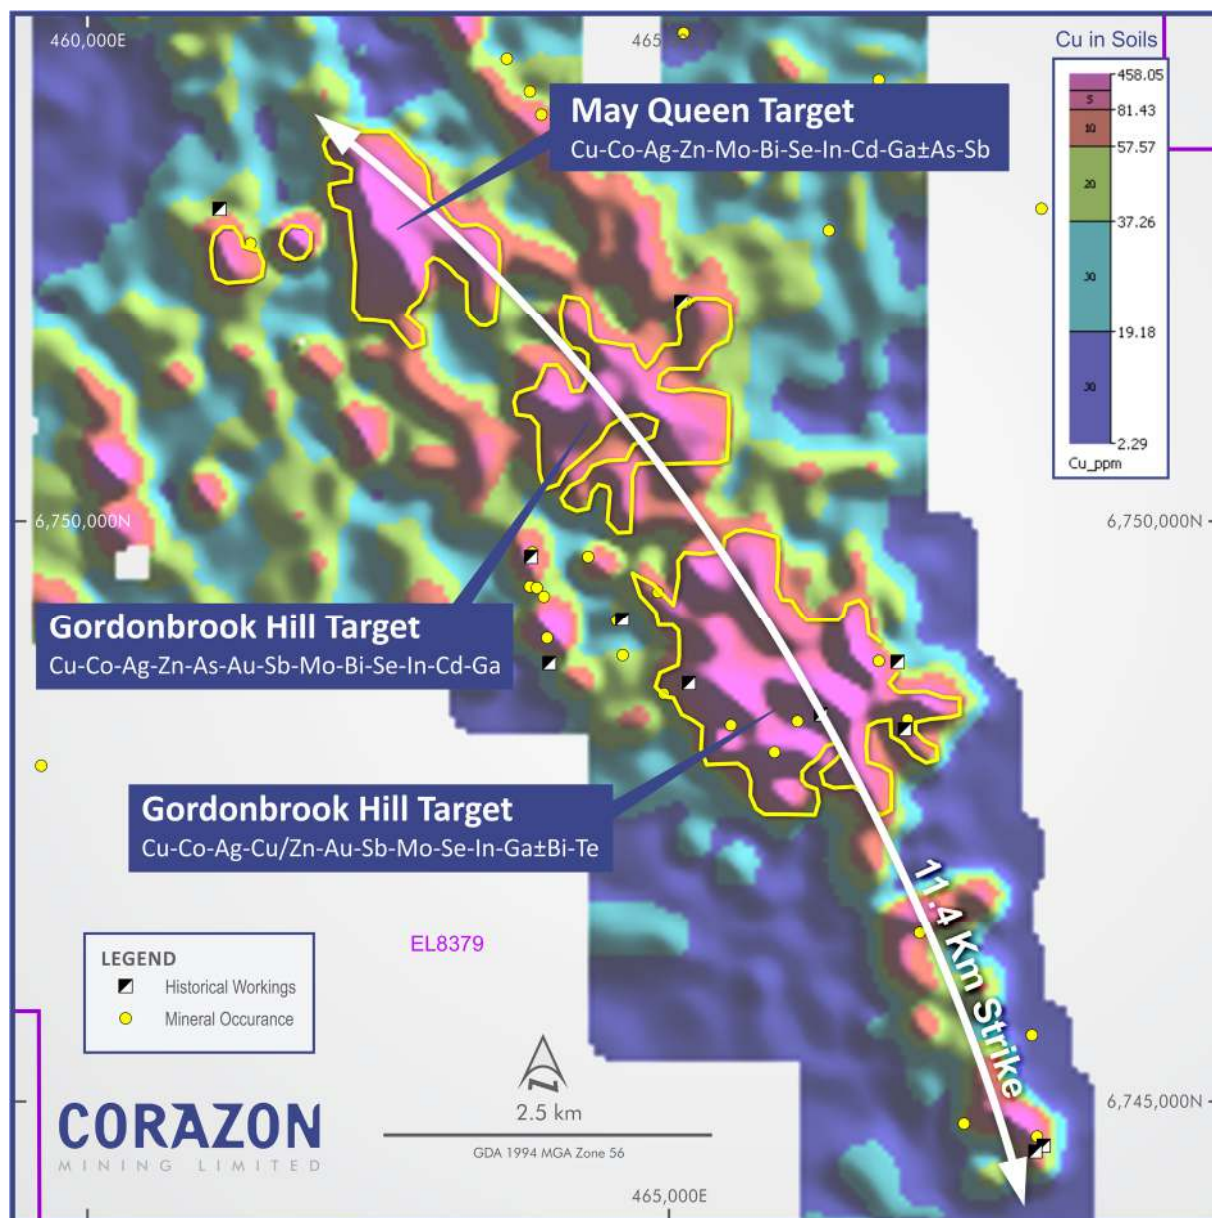 460,000E
465
Cu in Soils
458.05
5
81.43
10
57.57
20
37.26
30
19.18
30
2.29
Cu_ppm
May Queen Target
Cu-Co-Ag-Zn-Mo-Bi-Se-In-Cd-Ga±As-Sb
6,750,000N
6,750,000N
Gordonbrook Hill Target
Cu-Co-Ag-Zn-As-Au-Sb-Mo-Bi-Se-In-Cd-Ga
Gordonbrook Hill Target
Cu-Co-Ag-Cu/Zn-Au-Sb-Mo-Se-In-Ga±Bi-Te
11.4 Km Strike
EL8379
LEGEND
Historical Workings
Mineral Occurance
N
2.5 km
GDA 1994 MGA Zone 56
6,745,000N
CORAZON
MINING LIMITED
465,000E